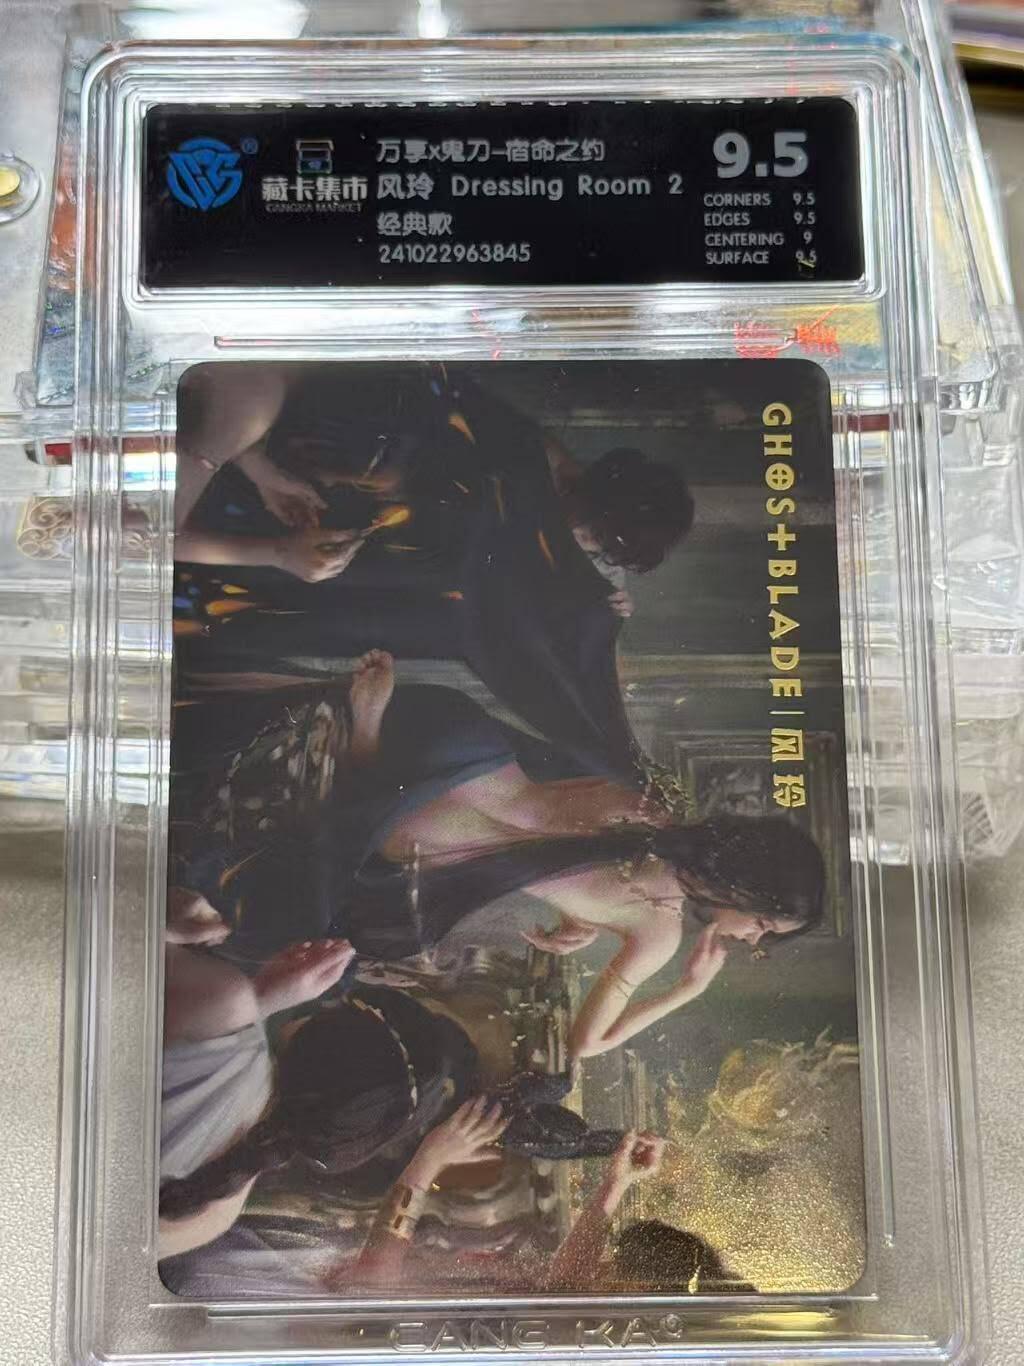 藏卡集市
CANGKA MARKET
万享x鬼刀-宿命之约
风玲 Dressing Room 2
经典款
241022963845
9.5
CORNERS 9.5
EDGES 9.5
CENTERING 9
SURFACE 9.5
GHOST BLADE|风玲
CANG KA